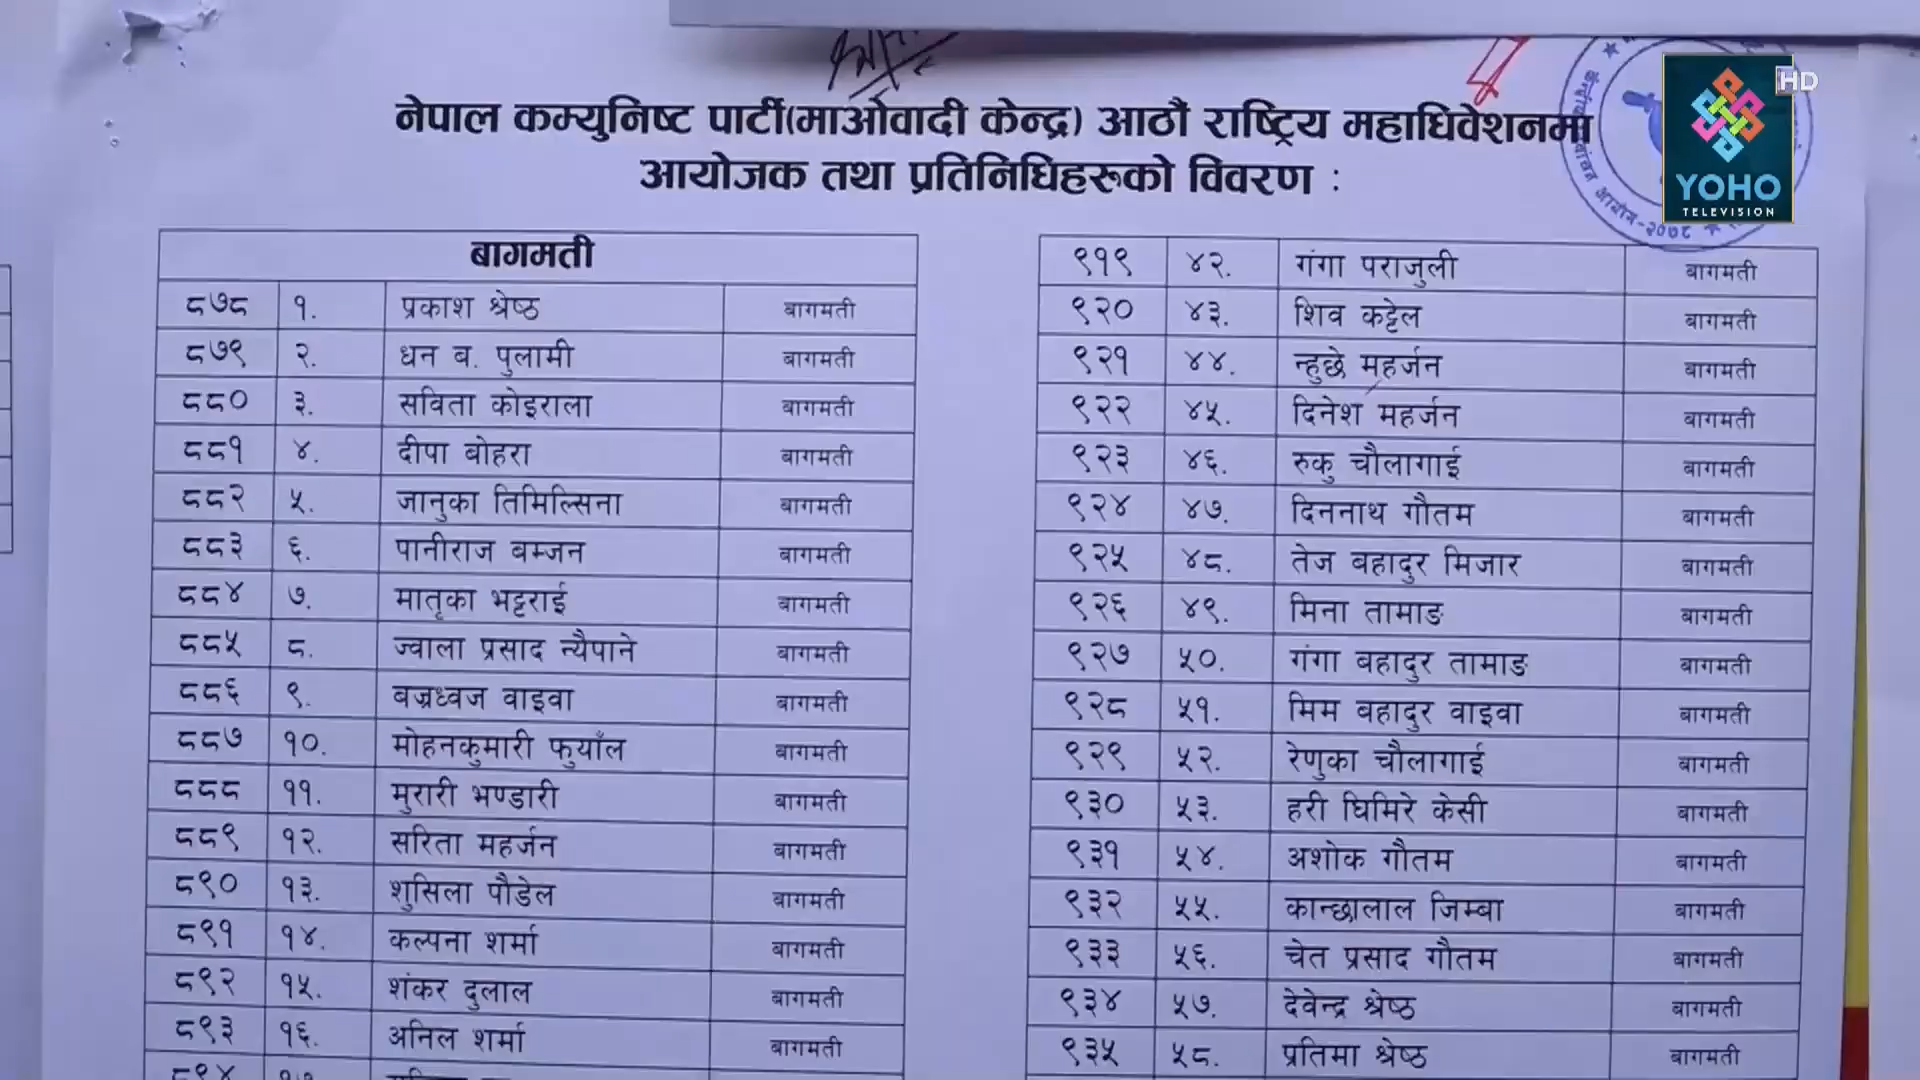 HD
YOHO
TELEVISION
नेपाल कम्युनिष्ट पार्टी(माओवादी केन्द्र) आठौ राष्ट्रिय महाधिवेशनमा
आयोजक तथा प्रतिनिधिहरुको विवरण :
आयोग-२०७८
बागमती
८७८ १. प्रकाश श्रेष्ठ बागमती
८७९ २. धन ब. पुलामी बागमती
८८० ३. सविता कोइराला बागमती
८८१ ४. दीपा बोहरा बागमती
८८२ ५. जानुका तिमिल्सिना बागमती
८८३ ६. पानीराज बम्जन बागमती
८८४ ७. मातृका भट्टराई बागमती
८८५ ८. ज्वाला प्रसाद न्यैपाने बागमती
८८६ ९. बज्रध्वज वाइवा बागमती
८८७ १०. मोहनकुमारी फुयाँल बागमती
८८८ ११. मुरारी भण्डारी बागमती
८८९ १२. सरिता महर्जन बागमती
८९० १३. शुसिला पौडेल बागमती
८९१ १४. कल्पना शर्मा बागमती
८९२ १५. शंकर दुलाल बागमती
८९३ १६. अनिल शर्मा बागमती
८९४ १७.
९१९ ४२. गंगा पराजुली बागमती
९२० ४३. शिव कट्टेल बागमती
९२१ ४४. न्हुछे महर्जन बागमती
९२२ ४५. दिनेश महर्जन बागमती
९२३ ४६. रुकु चौलागाई बागमती
९२४ ४७. दिननाथ गौतम बागमती
९२५ ४८. तेज बहादुर मिजार बागमती
९२६ ४९. मिना तामाङ बागमती
९२७ ५०. गंगा बहादुर तामाङ बागमती
९२८ ५१. मिम बहादुर वाइवा बागमती
९२९ ५२. रेणुका चौलागाई बागमती
९३० ५३. हरी घिमिरे केसी बागमती
९३१ ५४. अशोक गौतम बागमती
९३२ ५५. कान्छालाल जिम्बा बागमती
९३३ ५६. चेत प्रसाद गौतम बागमती
९३४ ५७. देवेन्द्र श्रेष्ठ बागमती
९३५ ५८. प्रतिमा श्रेष्ठ बागमती